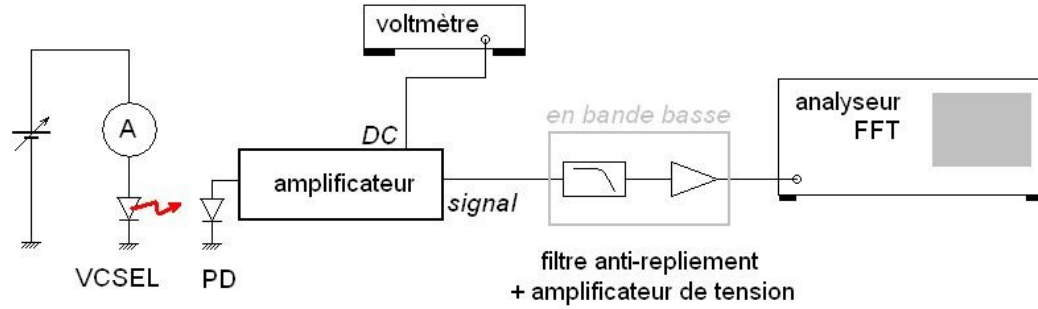 voltmètre
A
en bande basse
analyseur
FFT
DC
amplificateur
signal
VCSEL
PD
filtre anti-repliement
+ amplificateur de tension